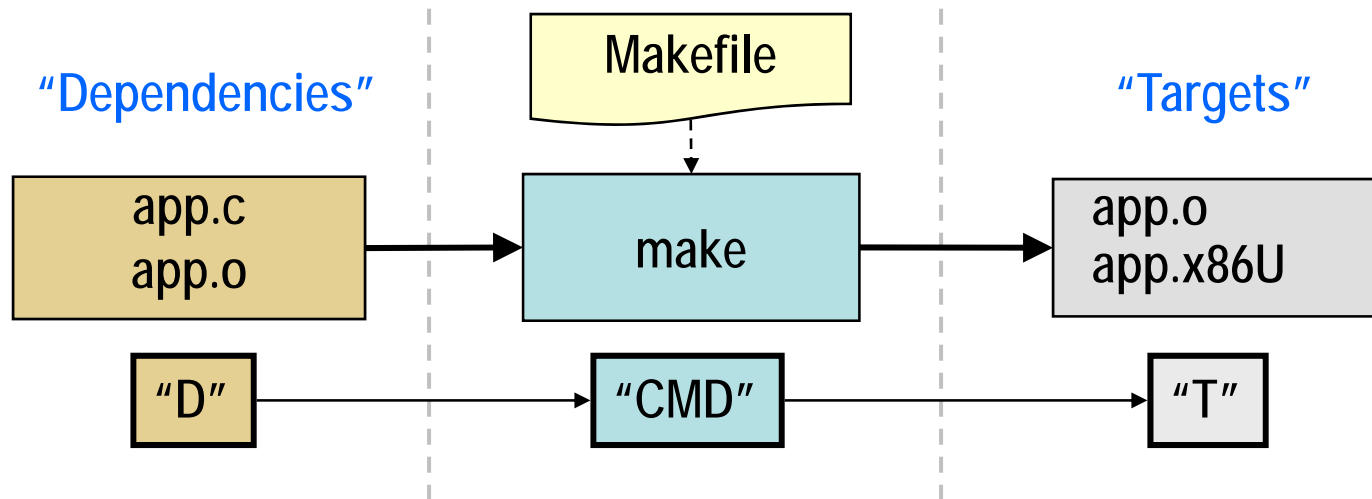 Makefile
“Dependencies”
“Targets”
app.c
app.o
make
app.o
app.x86U
“D”
“CMD”
“T”